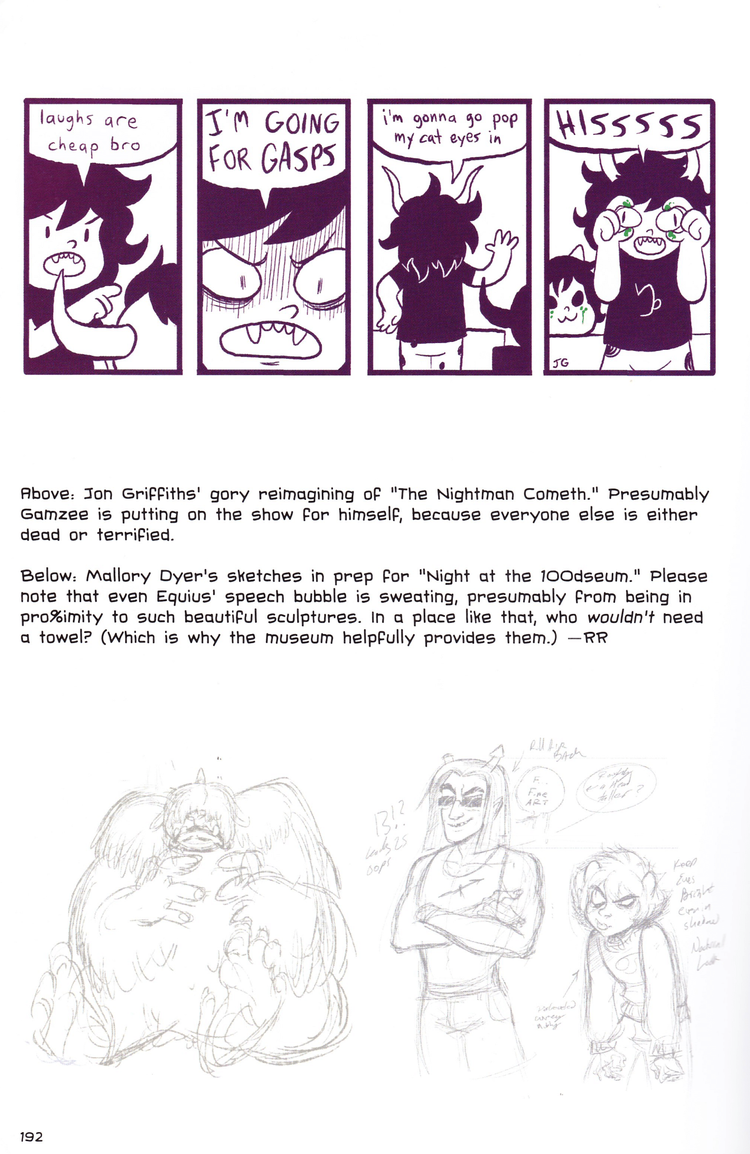 laughs are
cheap bro
I'M GOING
FOR GASPS
i'm gonna go pop
my cat eyes in
HISSSSSS
JG
Above: Jon Griffiths' gory reimagining of "The Nightman Cometh." Presumably
Gamzee is putting on the show for himself, because everyone else is either
dead or terrified.
Below: Mallory Dyer's sketches in prep for "Night at the 100dseum." Please
note that even Equius' speech bubble is sweating, presumably from being in
pro%imity to such beautiful sculptures. In a place like that, who wouldn't need
a towel? (Which is why the museum helpfully provides them.) —RR
Fine
ART
Keep
Eyes
Bright
192